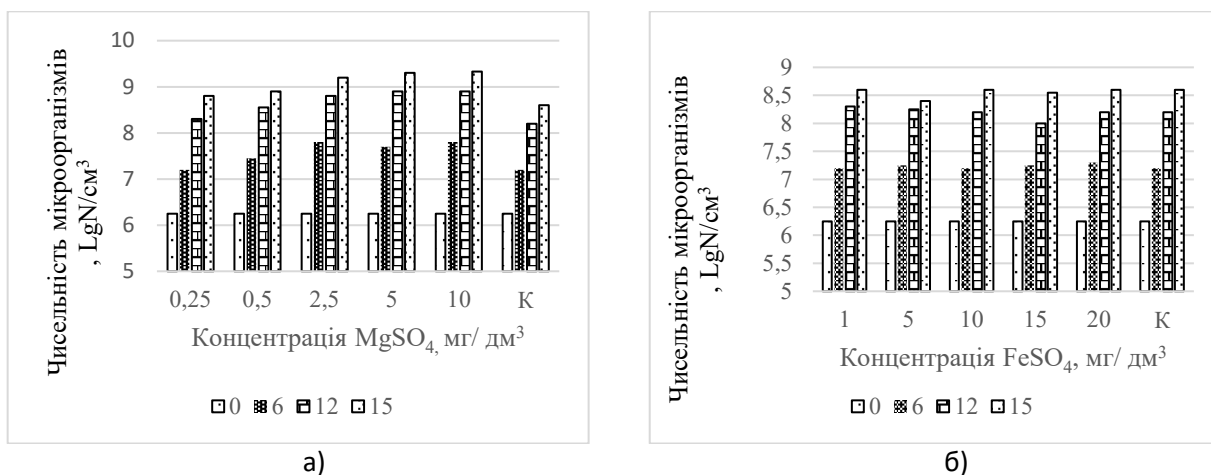 Чисельність мікроорганізмів
, LgN/см³
10
9
8
7
6
5
0,25 0,5 2,5 5 10 К
Концентрація MgSO₄, мг/ дм³
0 6 12 15
а)
Чисельність мікроорганізмів
, LgN/см³
9
8,5
8
7,5
7
6,5
6
5,5
5
1 5 10 15 20 К
Концентрація FeSO₄, мг/ дм³
0 6 12 15
б)